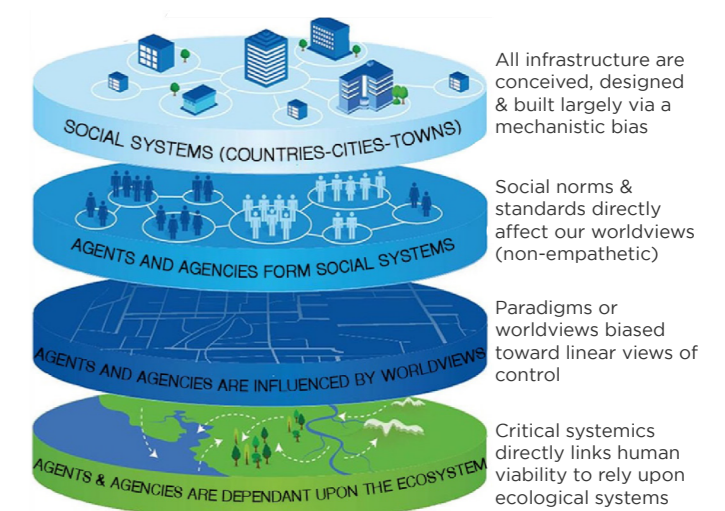 All infrastructure are
conceived, designed
& built largely via a
mechanistic bias
SOCIAL SYSTEMS (COUNTRIES-CITIES-TOWNS)
Social norms &
standards directly
affect our worldviews
(non-empathetic)
AGENTS AND AGENCIES FORM SOCIAL SYSTEMS
Paradigms or
worldviews biased
toward linear views of
control
AGENTS AND AGENCIES ARE INFLUENCED BY WORLDVIEWS
Critical systemics
directly links human
viability to rely upon
ecological systems
AGENTS & AGENCIES ARE DEPENDANT UPON THE ECOSYSTEM